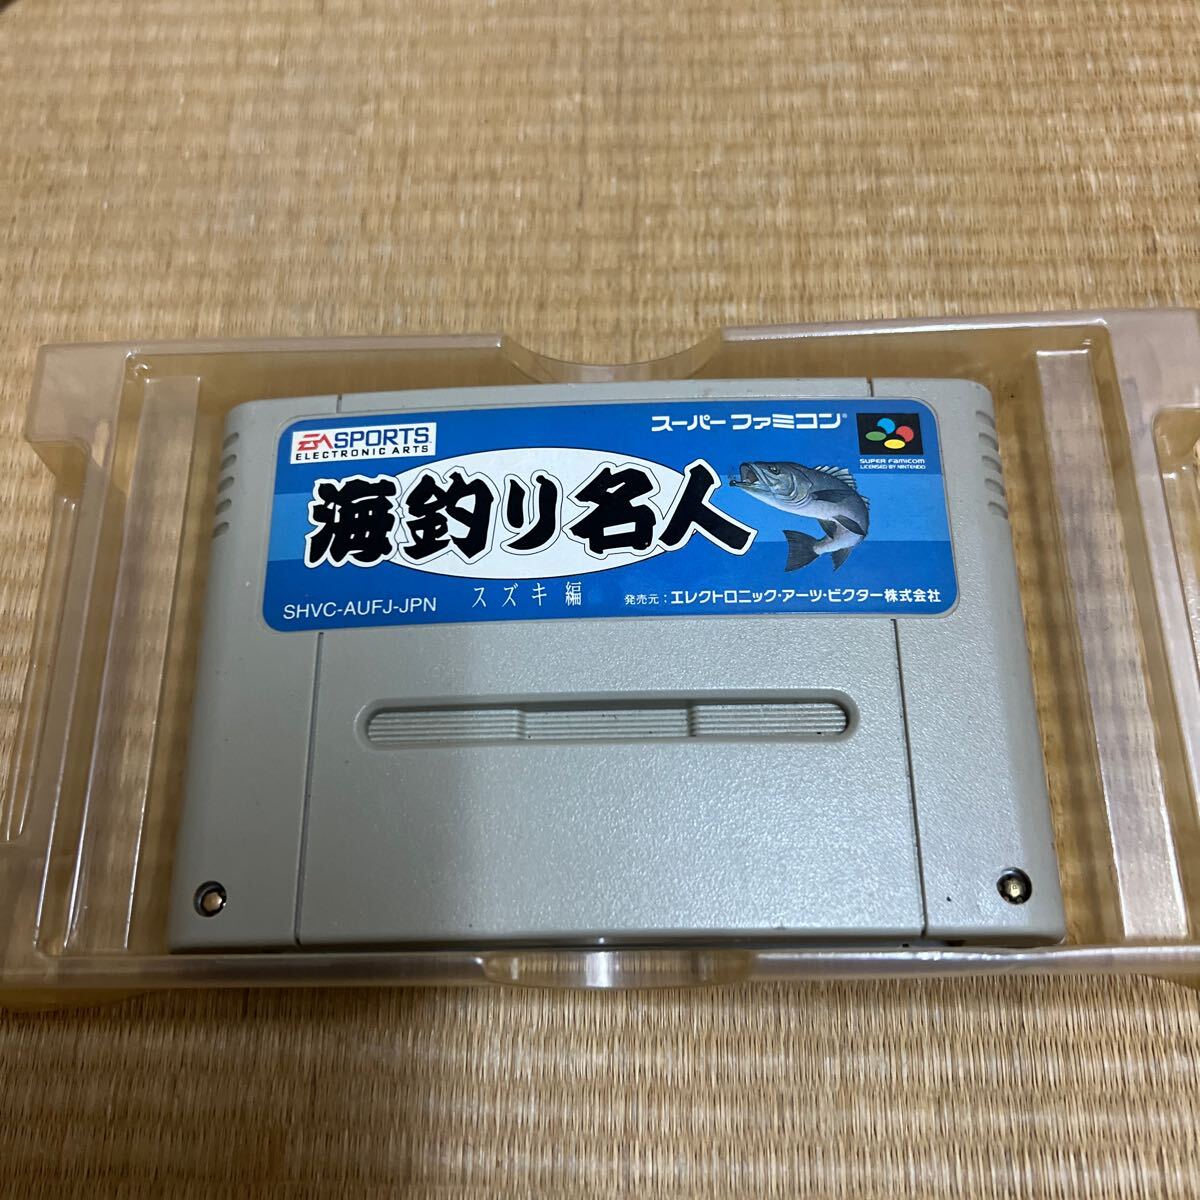 EA SPORTS
ELECTRONIC ARTS
スーパーファミコン®
SUPER FAMICOM
LICENSED BY NINTENDO
海釣り名人
スズキ編
SHVC-AUFJ-JPN
発売元：エレクトロニック・アーツ・ビクター株式会社